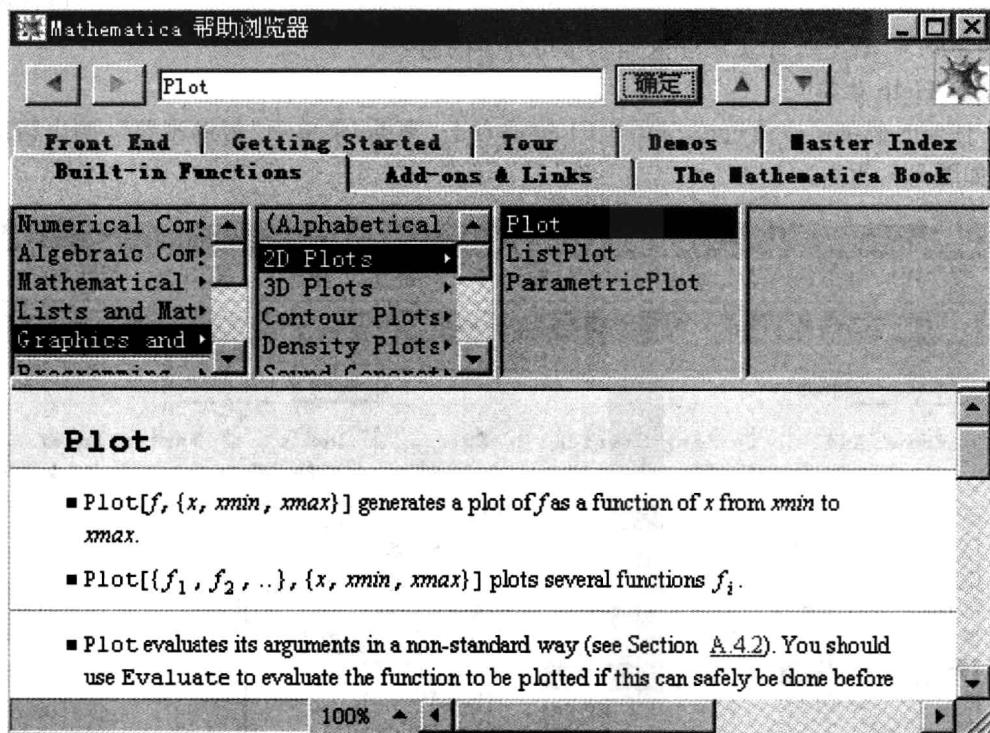 Mathematica 帮助浏览器
Plot 确定
Front End Getting Started Tour Demos Master Index
Built-in Functions Add-ons & Links The Mathematica Book
Numerical Com
Algebraic Com
Mathematical
Lists and Mat
Graphics and
Programming
(Alphabetical
2D Plots
3D Plots
Contour Plots
Density Plots
Sound Concret
Plot
ListPlot
ParametricPlot
Plot
■ Plot[f, {x, xmin, xmax}] generates a plot of f as a function of x from xmin to
xmax.
■ Plot[{f1, f2, ..}, {x, xmin, xmax}] plots several functions fi.
■ Plot evaluates its arguments in a non-standard way (see Section A.4.2). You should
use Evaluate to evaluate the function to be plotted if this can safely be done before
100%